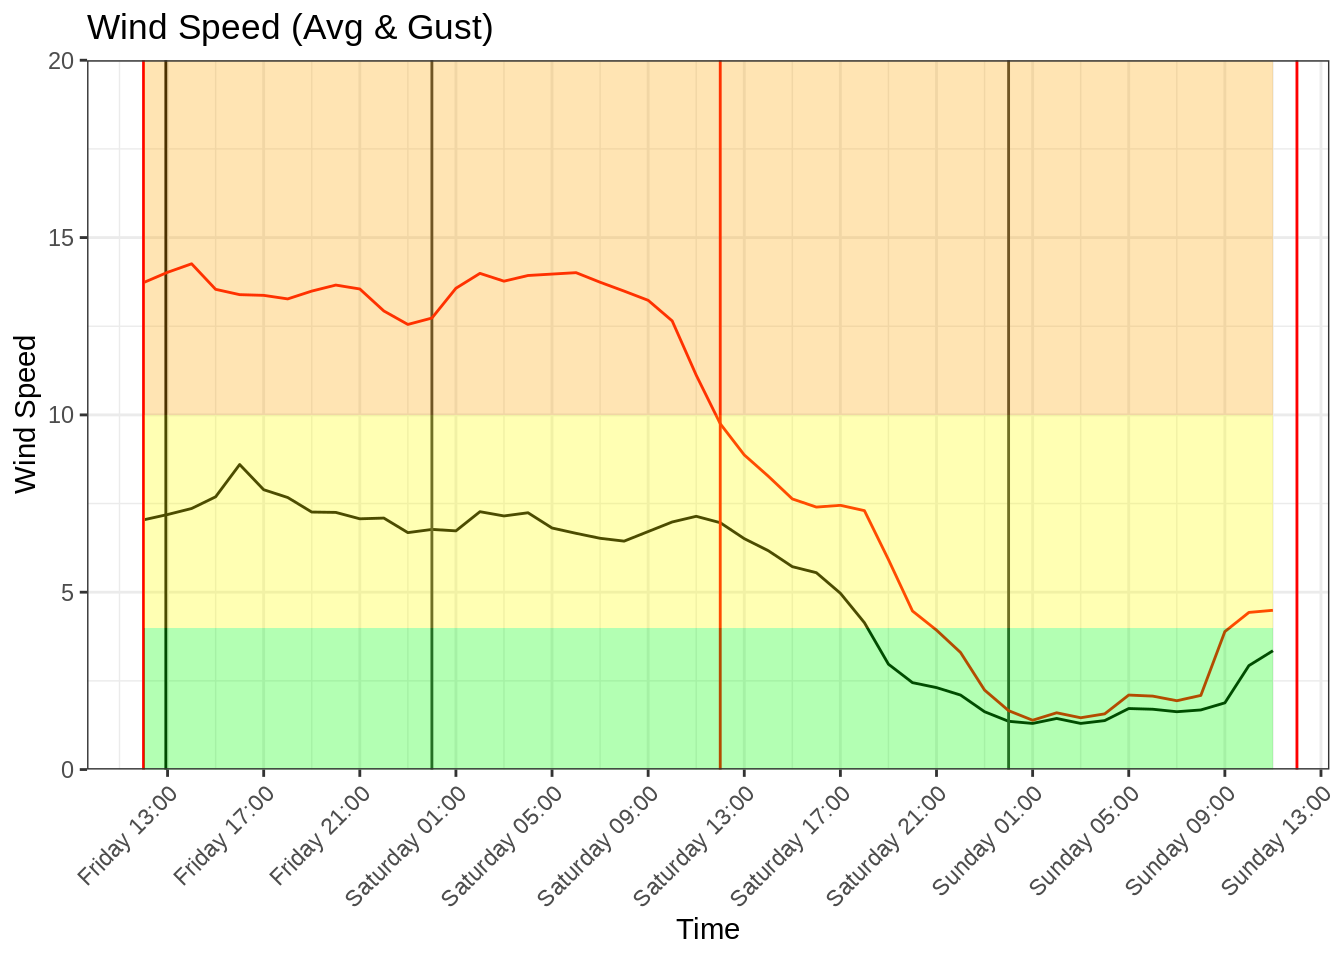 Wind Speed (Avg & Gust)
20
15
10
5
0
Wind Speed
Friday 13:00
Friday 17:00
Friday 21:00
Saturday 01:00
Saturday 05:00
Saturday 09:00
Saturday 13:00
Saturday 17:00
Saturday 21:00
Sunday 01:00
Sunday 05:00
Sunday 09:00
Sunday 13:00
Time